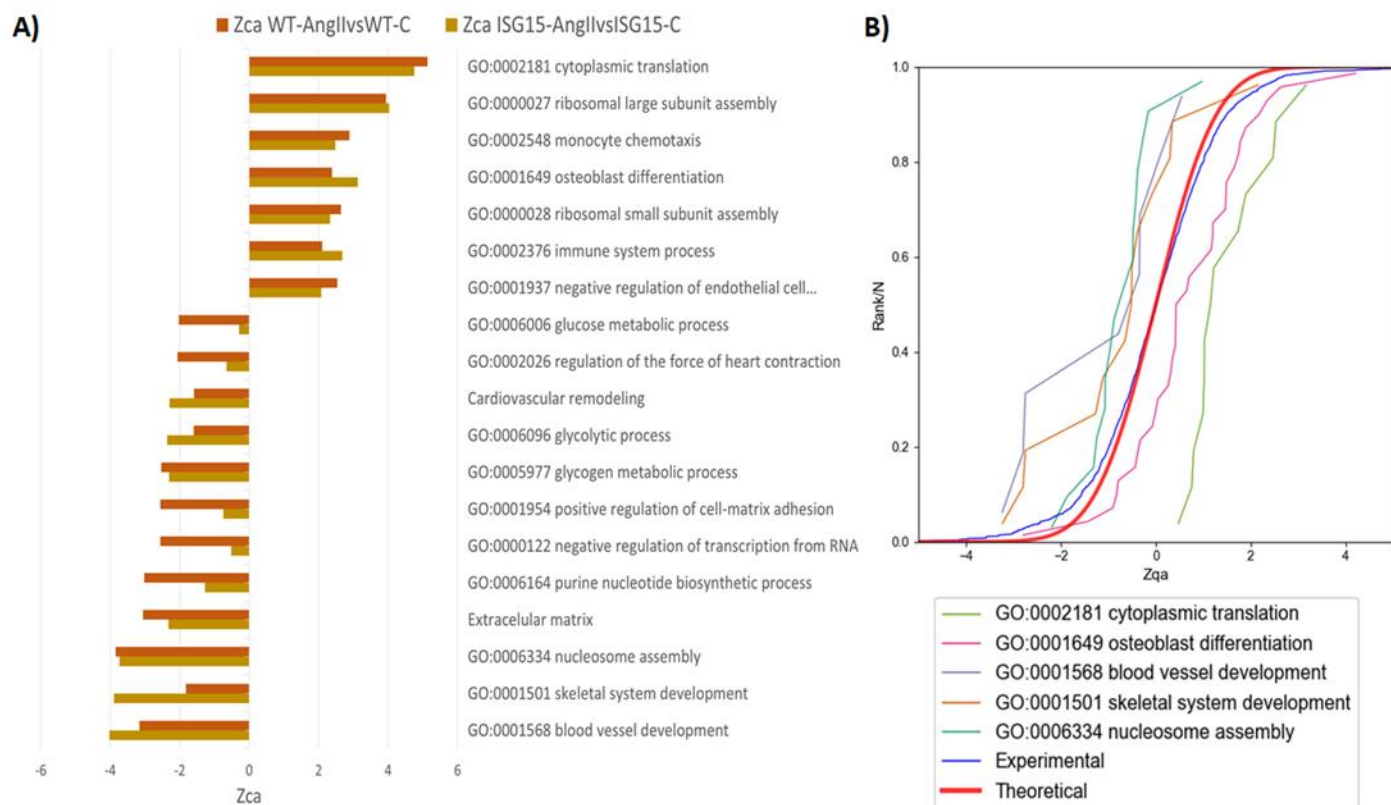 A)
Zca WT-AngIIvsWT-C
Zca ISG15-AngIIvsISG15-C
-6
-4
-2
0
2
4
6
GO:0002181 cytoplasmic translation
GO:0000027 ribosomal large subunit assembly
GO:0002548 monocyte chemotaxis
GO:0001649 osteoblast differentiation
GO:0000028 ribosomal small subunit assembly
GO:0002376 immune system process
GO:0001937 negative regulation of endothelial cell...
GO:0006006 glucose metabolic process
GO:0002026 regulation of the force of heart contraction
Cardiovascular remodeling
GO:0006096 glycolytic process
GO:0005977 glycogen metabolic process
GO:0001954 positive regulation of cell-matrix adhesion
GO:0000122 negative regulation of transcription from RNA
GO:0006164 purine nucleotide biosynthetic process
Extracelular matrix
GO:0006334 nucleosome assembly
GO:0001501 skeletal system development
GO:0001568 blood vessel development
-6
-4
-2
0
2
4
6
Zca
B)
1.0
0.8
0.6
0.4
0.2
0.0
Rank/N
−4
−2
0
2
4
Zqa
GO:0002181 cytoplasmic translation
GO:0001649 osteoblast differentiation
GO:0001568 blood vessel development
GO:0001501 skeletal system development
GO:0006334 nucleosome assembly
Experimental
Theoretical